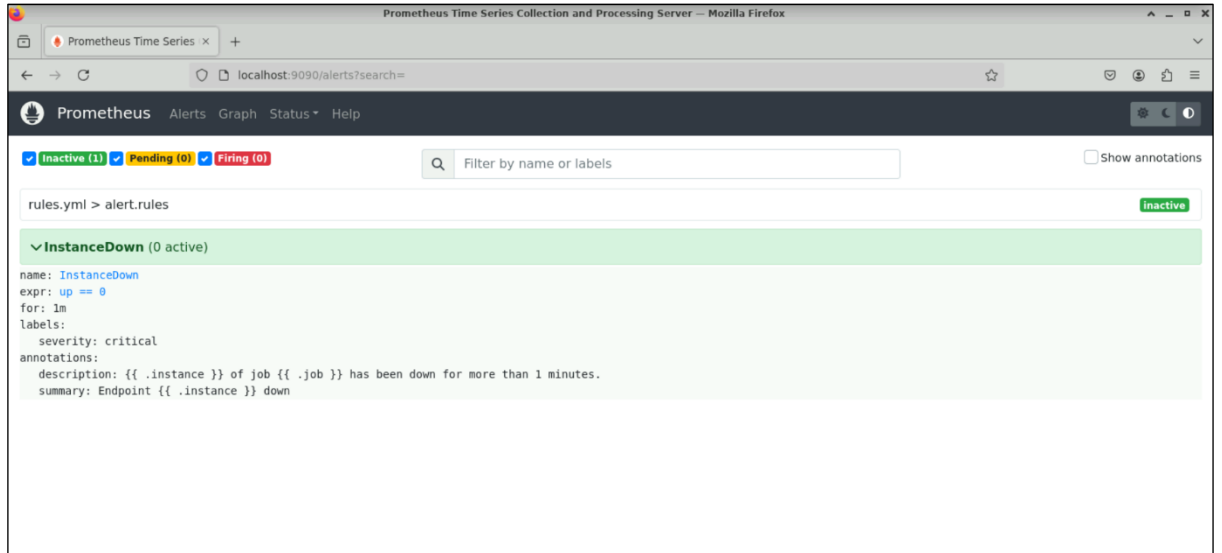 Prometheus Time Series Collection and Processing Server — Mozilla Firefox
Prometheus Time Series
localhost:9090/alerts?search=
Prometheus Alerts Graph Status Help
Inactive (1) Pending (0) Firing (0) Filter by name or labels Show annotations
rules.yml > alert.rules inactive
InstanceDown (0 active)
name: InstanceDown
expr: up == 0
for: 1m
labels:
severity: critical
annotations:
description: {{ .instance }} of job {{ .job }} has been down for more than 1 minutes.
summary: Endpoint {{ .instance }} down